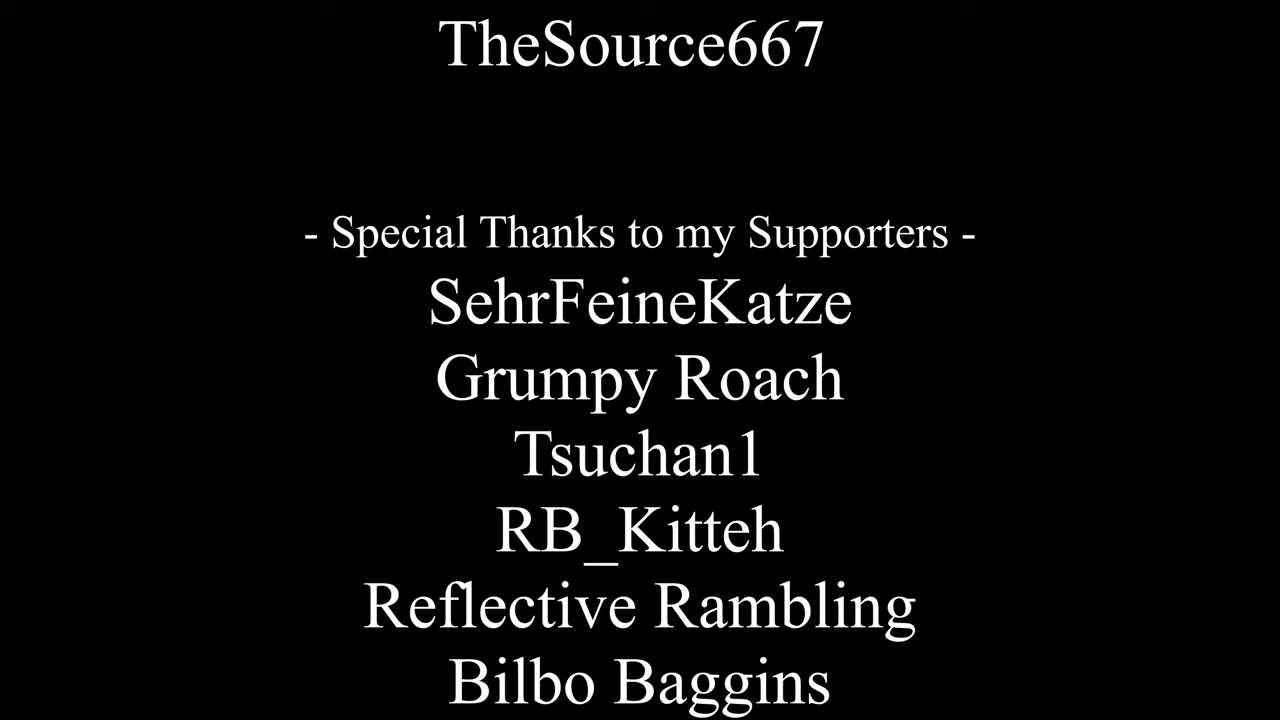 TheSource667
- Special Thanks to my Supporters -
SehrFeineKatze
Grumpy Roach
Tsuchan1
RB_Kitteh
Reflective Rambling
Bilbo Baggins